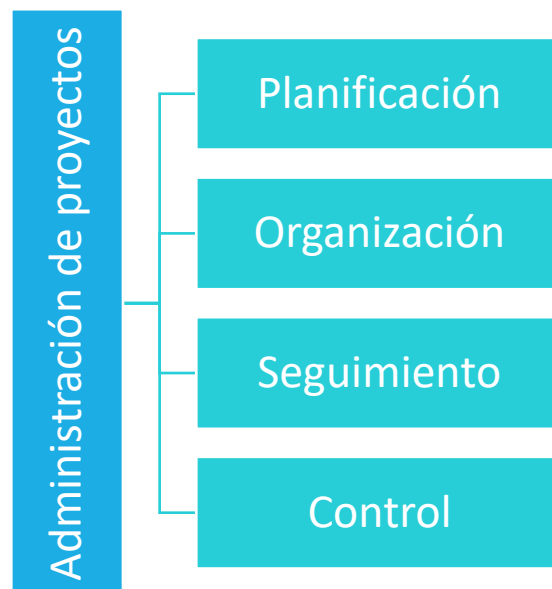 Administración de proyectos
Planificación
Organización
Seguimiento
Control